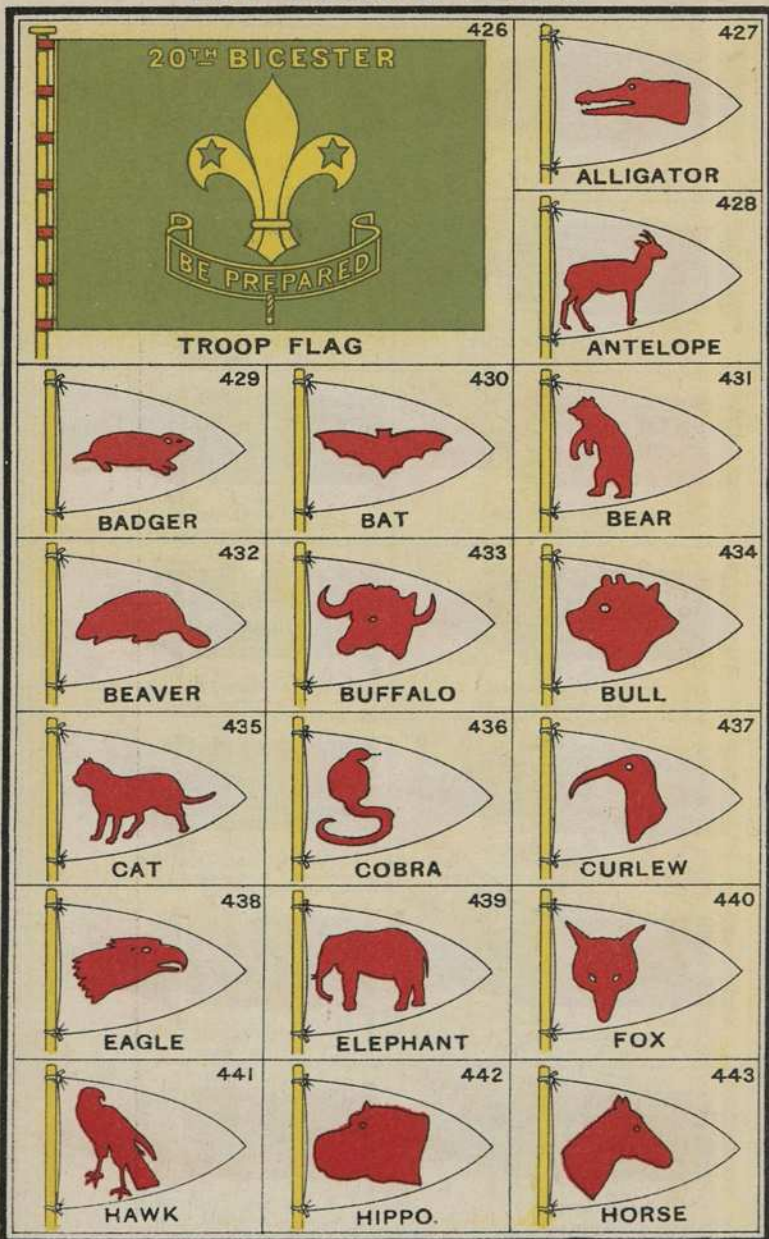 426
20TH BICESTER
BE PREPARED
TROOP FLAG
427
ALLIGATOR
428
ANTELOPE
429
BADGER
430
BAT
431
BEAR
432
BEAVER
433
BUFFALO
434
BULL
435
CAT
436
COBRA
437
CURLEW
438
EAGLE
439
ELEPHANT
440
FOX
441
HAWK
442
HIPPO.
443
HORSE